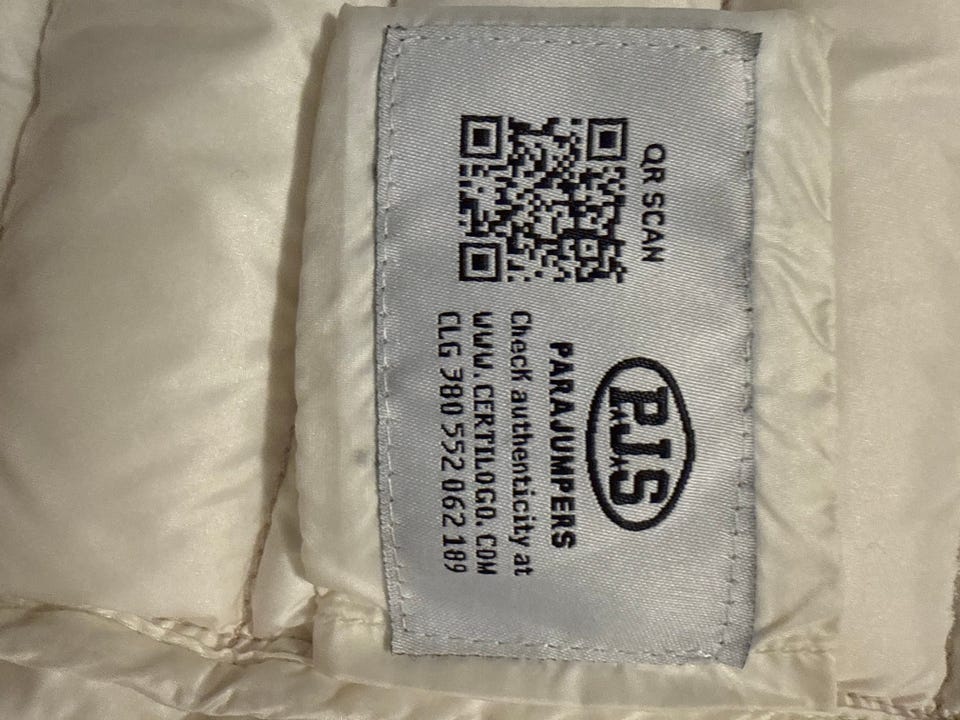 QR SCAN
PJS
PARAJUMPERS
Check authenticity at
WWW.CERTILOGO.COM
CLG 380 552 062 189